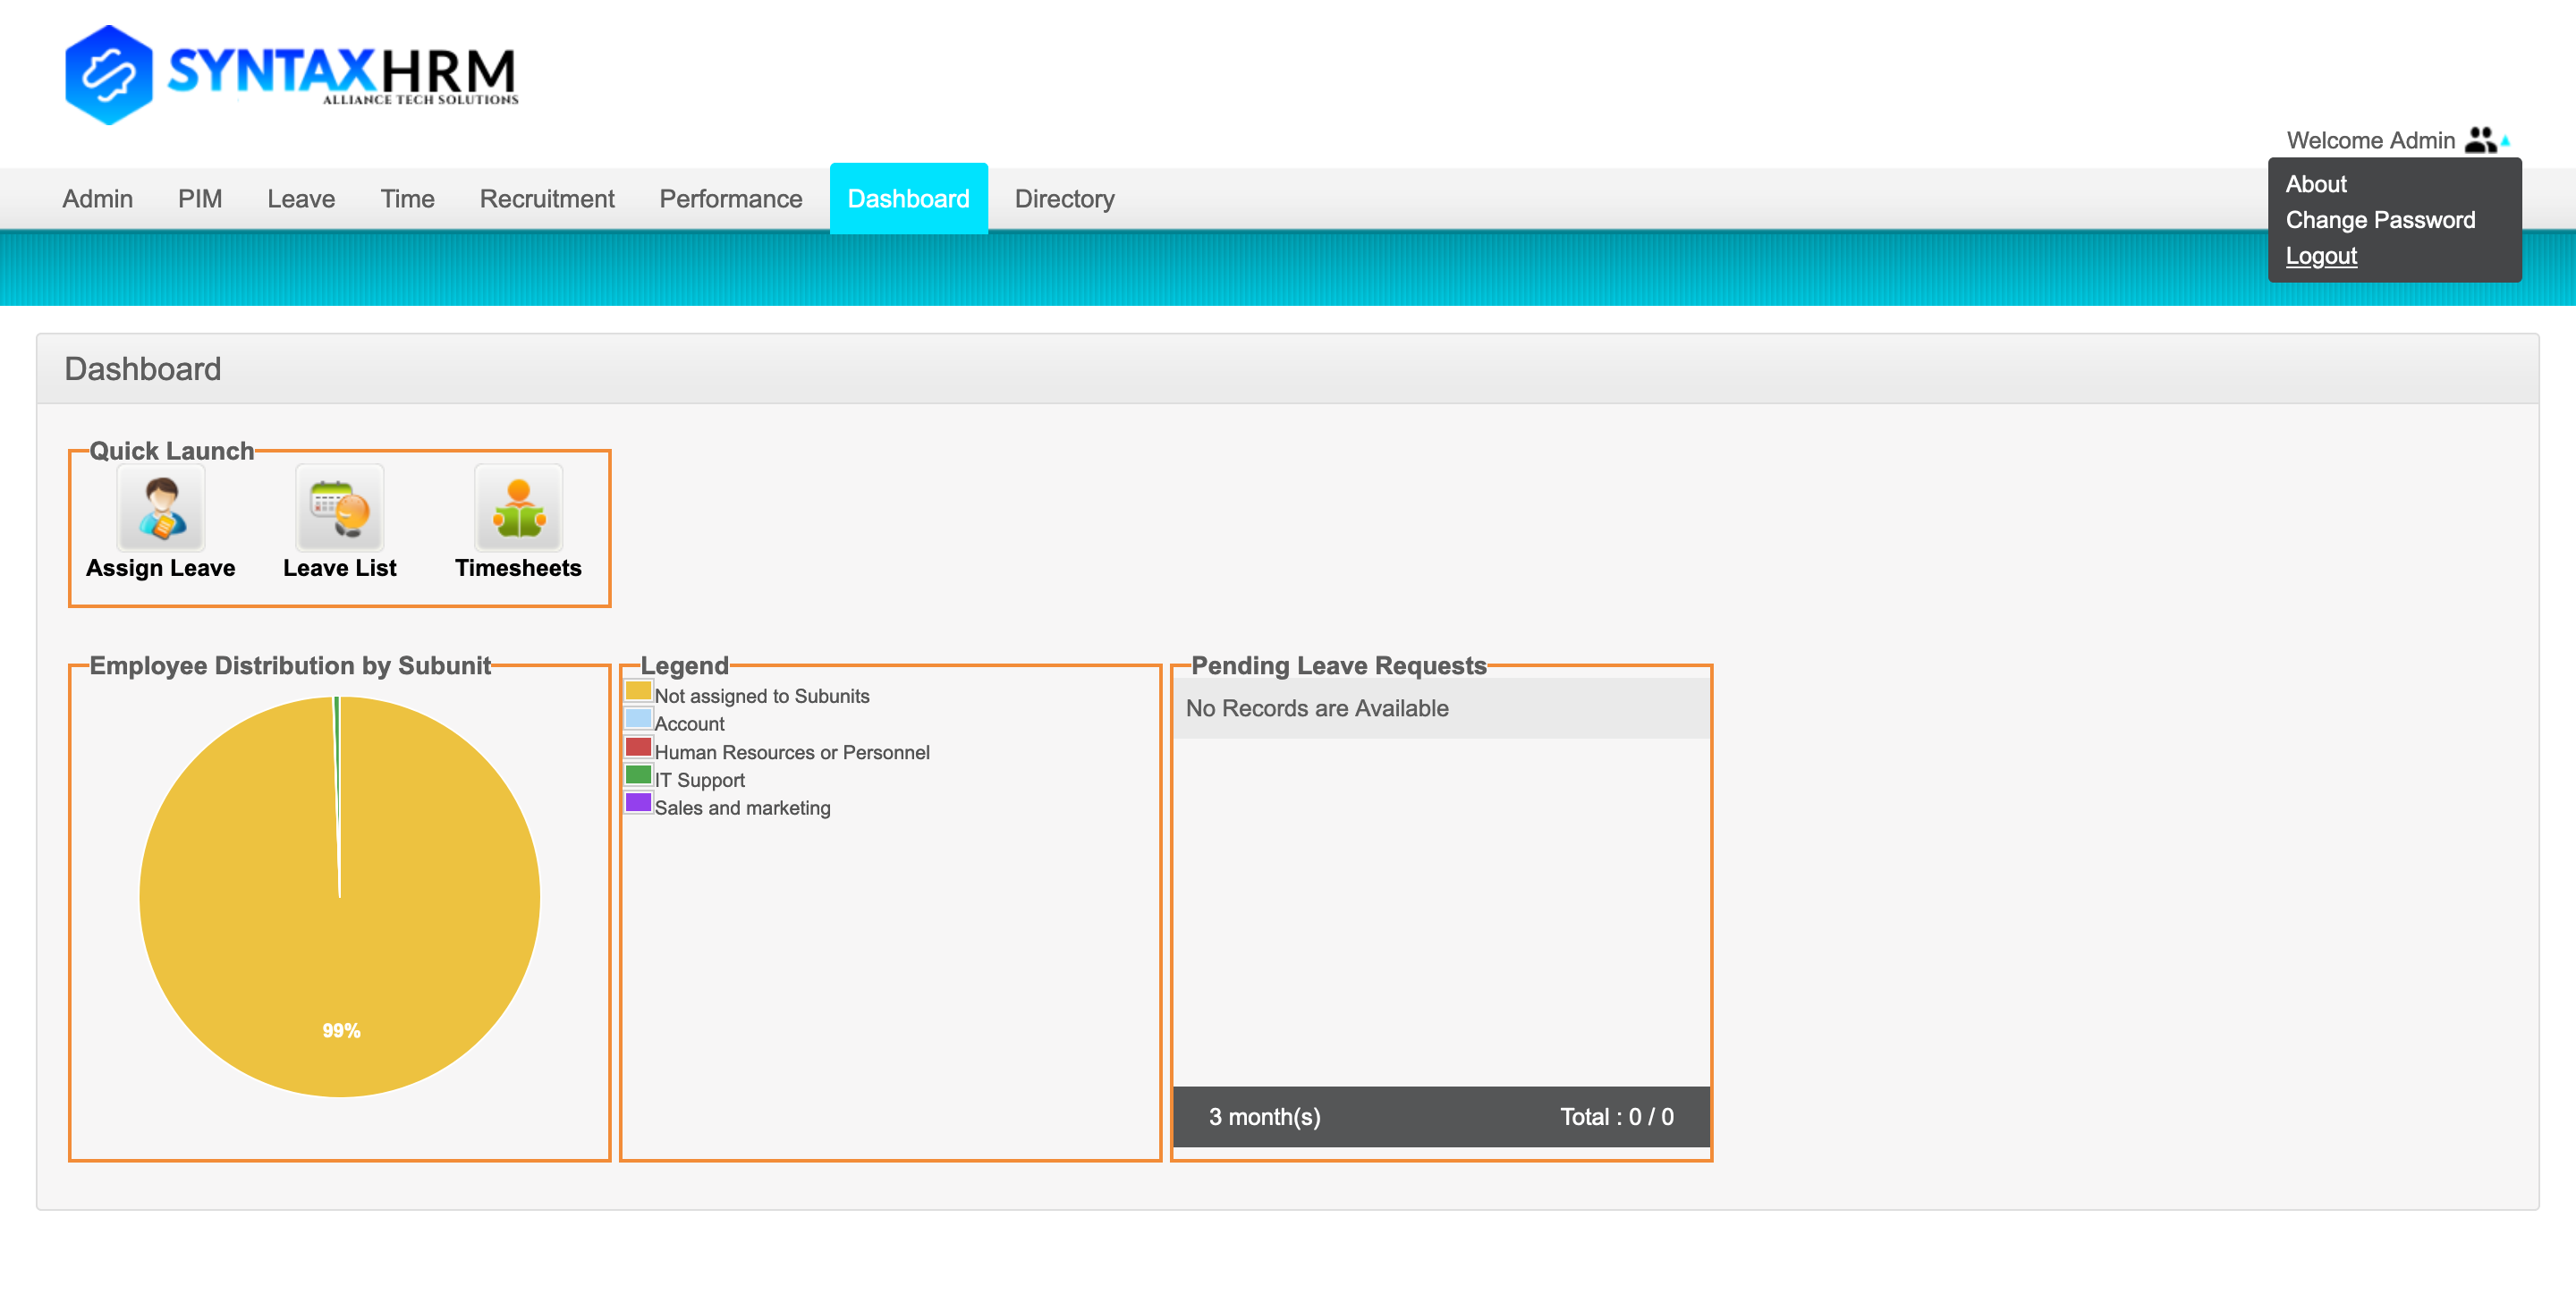 SYNTAXHRM
ALLIANCE TECH SOLUTIONS
Welcome Admin
Admin PIM Leave Time Recruitment Performance Dashboard Directory
About
Change Password
Logout
Dashboard
Quick Launch
Assign Leave Leave List Timesheets
Employee Distribution by Subunit
99%
Legend
Not assigned to Subunits
Account
Human Resources or Personnel
IT Support
Sales and marketing
Pending Leave Requests
No Records are Available
3 month(s) Total : 0 / 0